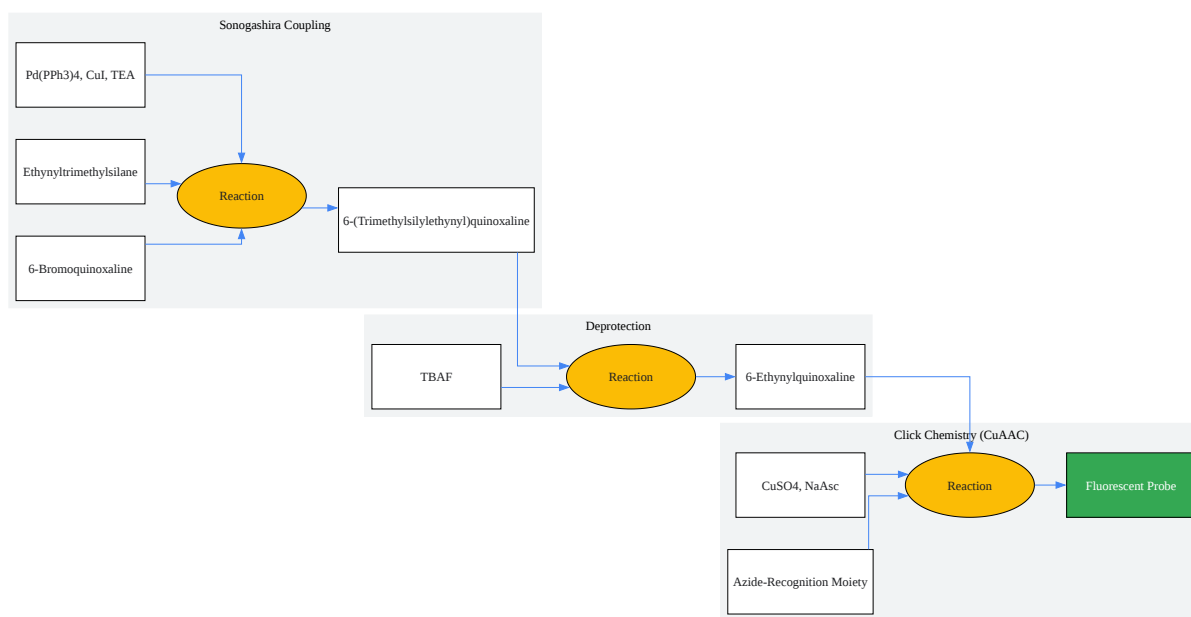 Sonogashira Coupling
Pd(PPh3)4, CuI, TEA
Ethynyltrimethylsilane
Reaction
6-(Trimethylsilylethynyl)quinoxaline
6-Bromoquinoxaline
Deprotection
TBAF
Reaction
6-Ethynylquinoxaline
Click Chemistry (CuAAC)
CuSO4, NaAsc
Reaction
Fluorescent Probe
Azide-Recognition Moiety